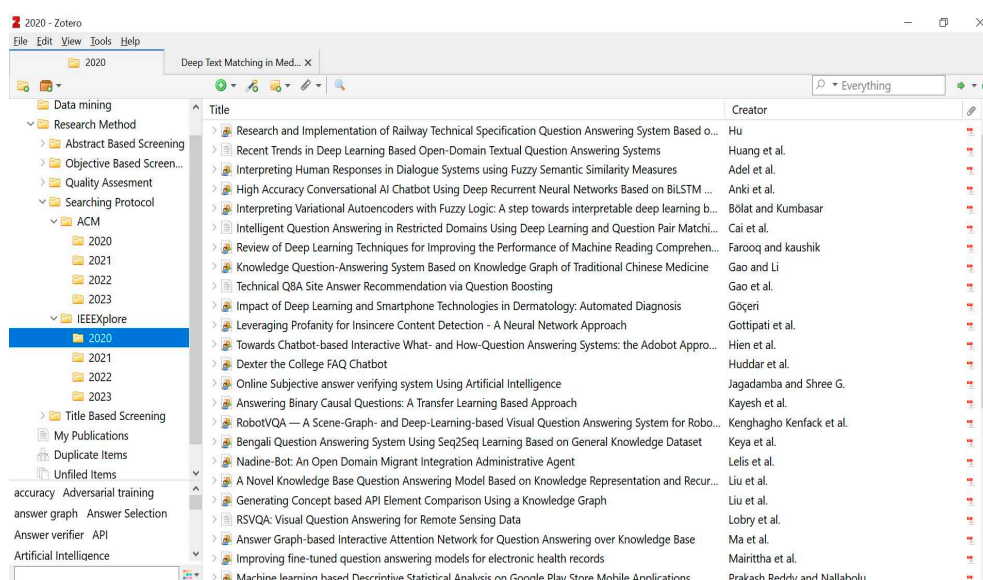 2020 - Zotero
File Edit View Tools Help
2020
Deep Text Matching in Med...
Everything
Data mining
Research Method
Abstract Based Screening
Objective Based Screen...
Quality Assesment
Searching Protocol
ACM
2020
2021
2022
2023
IEEEXplore
2020
2021
2022
2023
Title Based Screening
My Publications
Duplicate Items
Unfiled Items
accuracy Adversarial training
answer graph Answer Selection
Answer verifier API
Artificial Intelligence
Title Creator
Research and Implementation of Railway Technical Specification Question Answering System Based o... Hu
Recent Trends in Deep Learning Based Open-Domain Textual Question Answering Systems Huang et al.
Interpreting Human Responses in Dialogue Systems using Fuzzy Semantic Similarity Measures Adel et al.
High Accuracy Conversational AI Chatbot Using Deep Recurrent Neural Networks Based on BiLSTM ... Anki et al.
Interpreting Variational Autoencoders with Fuzzy Logic: A step towards interpretable deep learning b... Bölat and Kumbasar
Intelligent Question Answering in Restricted Domains Using Deep Learning and Question Pair Matchi... Cai et al.
Review of Deep Learning Techniques for Improving the Performance of Machine Reading Comprehen... Farooq and kaushik
Knowledge Question-Answering System Based on Knowledge Graph of Traditional Chinese Medicine Gao and Li
Technical Q8A Site Answer Recommendation via Question Boosting Gao et al.
Impact of Deep Learning and Smartphone Technologies in Dermatology: Automated Diagnosis Göçeri
Leveraging Profanity for Insincere Content Detection - A Neural Network Approach Gottipati et al.
Towards Chatbot-based Interactive What- and How-Question Answering Systems: the Adobot Appro... Hien et al.
Dexter the College FAQ Chatbot Huddar et al.
Online Subjective answer verifying system Using Artificial Intelligence Jagadamba and Shree G.
Answering Binary Causal Questions: A Transfer Learning Based Approach Kayesh et al.
RobotVQA — A Scene-Graph- and Deep-Learning-based Visual Question Answering System for Robo... Kenghagho Kenfack et al.
Bengali Question Answering System Using Seq2Seq Learning Based on General Knowledge Dataset Keya et al.
Nadine-Bot: An Open Domain Migrant Integration Administrative Agent Lelis et al.
A Novel Knowledge Base Question Answering Model Based on Knowledge Representation and Recur... Liu et al.
Generating Concept based API Element Comparison Using a Knowledge Graph Liu et al.
RSVQA: Visual Question Answering for Remote Sensing Data Lobry et al.
Answer Graph-based Interactive Attention Network for Question Answering over Knowledge Base Ma et al.
Improving fine-tuned question answering models for electronic health records Mairittha et al.
Machine learning based Descriptive Statistical Analysis on Google Play Store Mobile Applications Prakash Reddy and Nallabolu